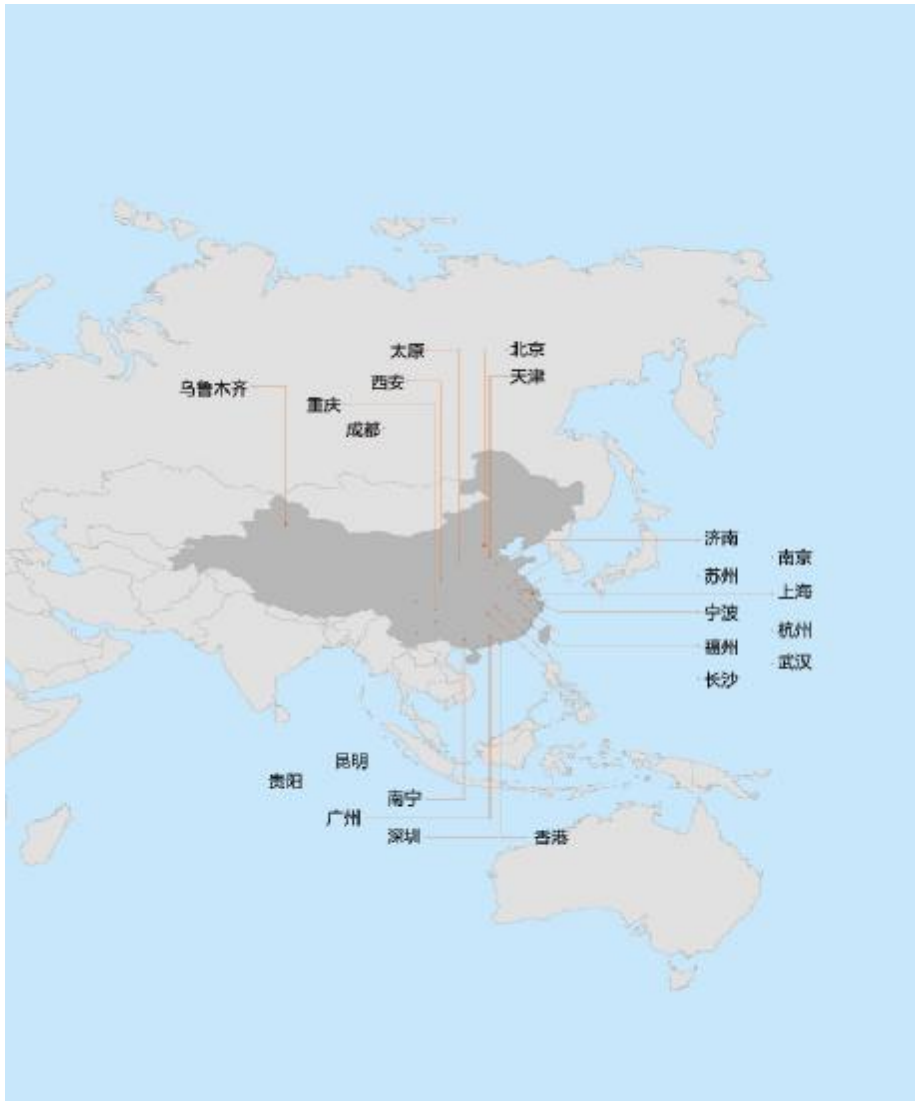 太原
北京
天津
西安
乌鲁木齐
重庆
成都
济南
南京
苏州
上海
宁波
杭州
福州
武汉
长沙
昆明
贵阳
南宁
广州
深圳
香港